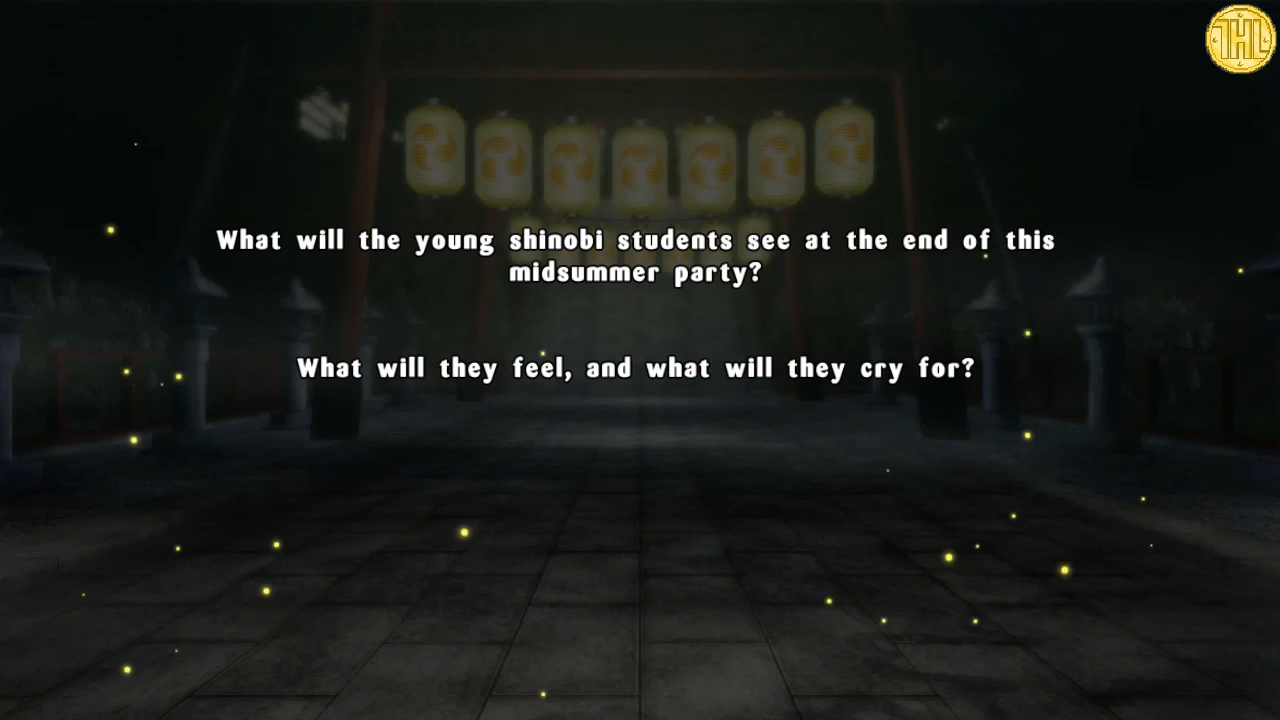 THL
What will the young shinobi students see at the end of this
midsummer party?
What will they feel, and what will they cry for?